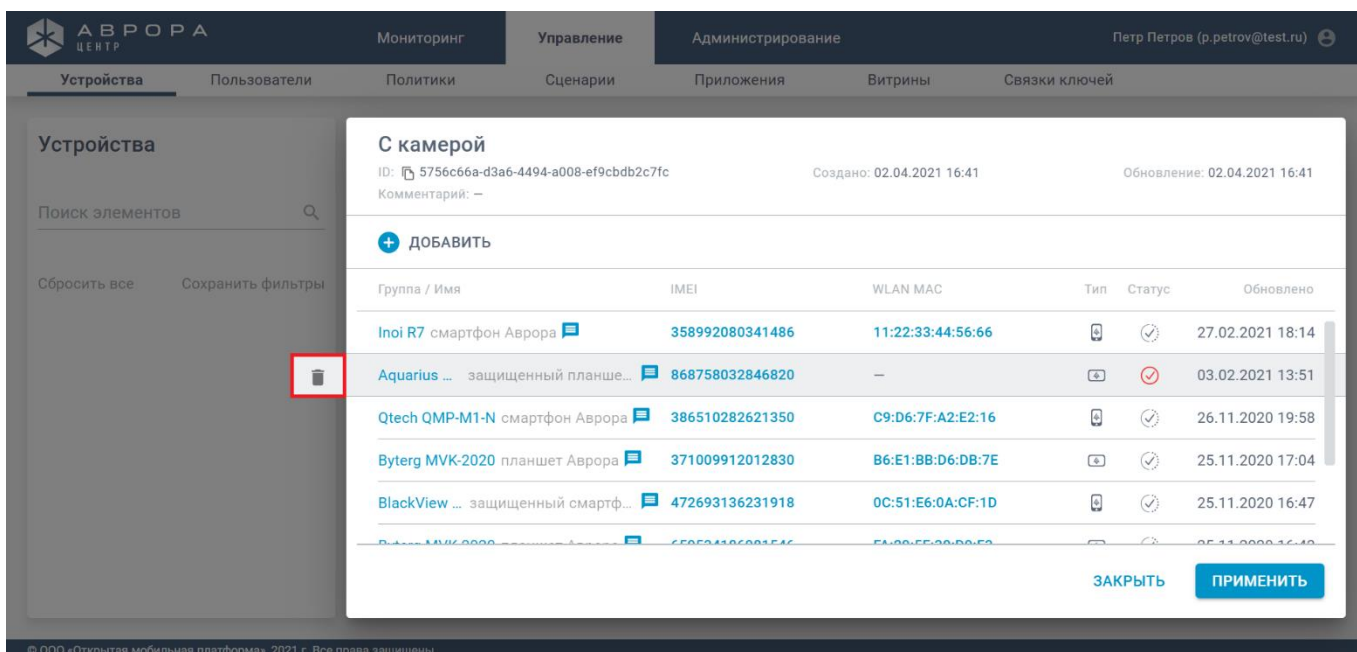 АВРОРА
ЦЕНТР
Мониторинг Управление Администрирование Петр Петров (p.petrov@test.ru)
Устройства Пользователи Политики Сценарии Приложения Витрины Связки ключей
Устройства
Поиск элементов
Сбросить все Сохранить фильтры
С камерой
ID: 5756c66a-d3a6-4494-a008-ef9cbdb2c7fc Создано: 02.04.2021 16:41 Обновление: 02.04.2021 16:41
Комментарий: —
ДОБАВИТЬ
Группа / Имя IMEI WLAN MAC Тип Статус Обновлено
Inoi R7 смартфон Аврора 358992080341486 11:22:33:44:56:66 27.02.2021 18:14
Aquarius ... защищенный планше... 868758032846820 — 03.02.2021 13:51
Qtech QMP-M1-N смартфон Аврора 386510282621350 C9:D6:7F:A2:E2:16 26.11.2020 19:58
Byterg MVK-2020 планшет Аврора 371009912012830 B6:E1:BB:D6:DB:7E 25.11.2020 17:04
BlackView ... защищенный смартф... 472693136231918 0C:51:E6:0A:CF:1D 25.11.2020 16:47
Byterg MVK-2020 планшет Аврора
ЗАКРЫТЬ ПРИМЕНИТЬ
© ООО «Открытая мобильная платформа», 2021 г. Все права защищены